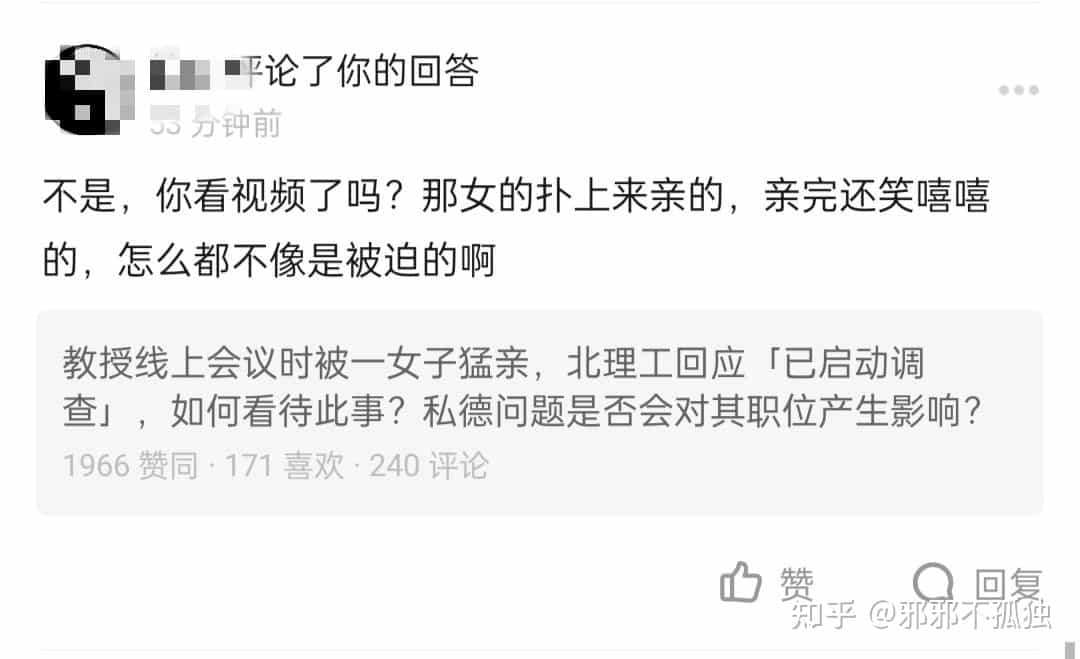 评论了你的回答
53 分钟前
不是，你看视频了吗？那女的扑上来亲的，亲完还笑嘻嘻
的，怎么都不像是被迫的啊
教授线上会议时被一女子猛亲，北理工回应「已启动调
查」，如何看待此事？私德问题是否会对其职位产生影响？
1966 赞同 · 171 喜欢 · 240 评论
赞
回复
知乎 @邪邪不孤独